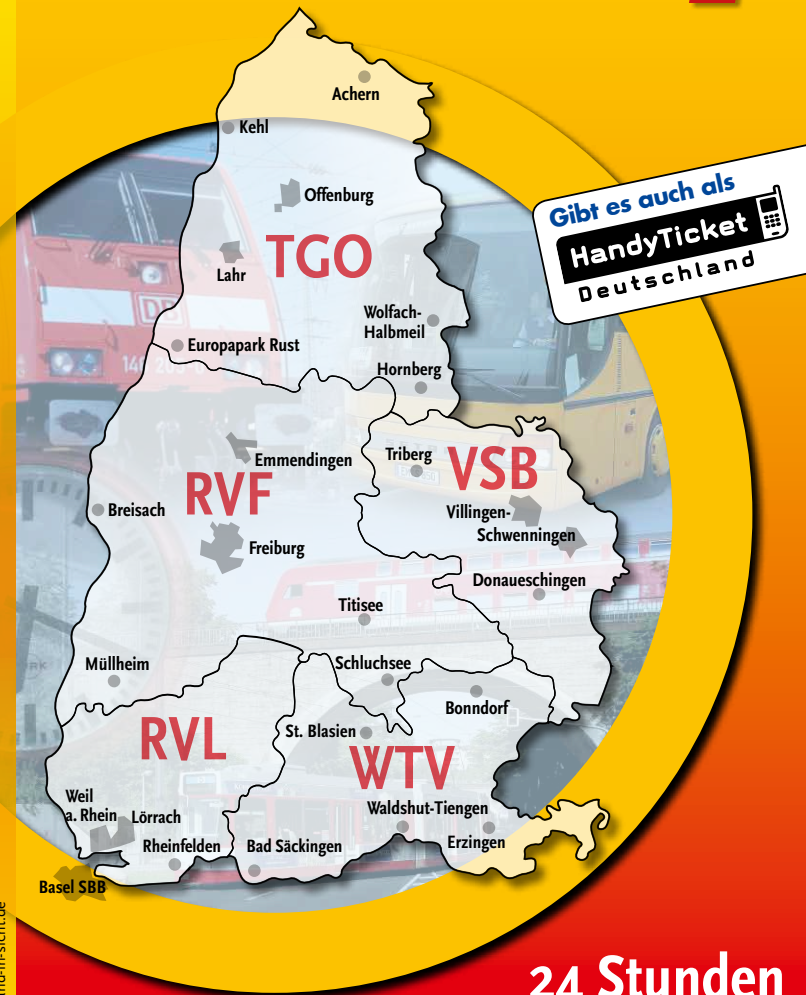 Achern
Kehl
Offenburg
Gibt es auch als
HandyTicket
Deutschland
TGO
Lahr
DB
Wolfach-
Halbmeil
Europapark Rust
Hornberg
Emmendingen
Triberg
VSB
RVF
Breisach
Villingen-
Schwenningen
Freiburg
Donaueschingen
Titisee
Müllheim
Schluchsee
Bonndorf
RVL
St. Blasien
WTV
Weil
a. Rhein
Lörrach
Waldshut-Tiengen
Rheinfelden
Bad Säckingen
Erzingen
Basel SBB
24 Stunden